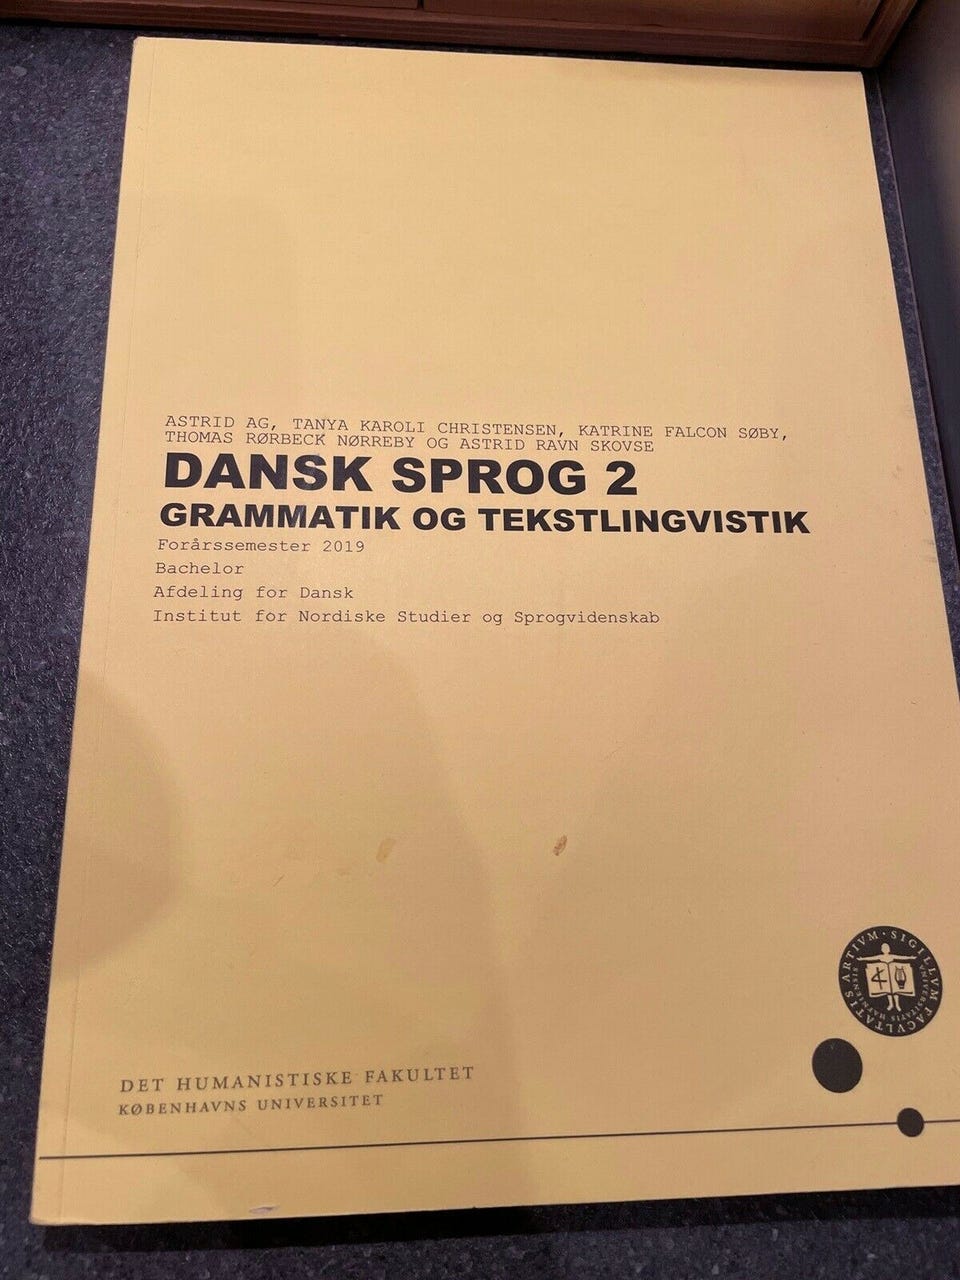 ASTRID AG, TANYA KAROLI CHRISTENSEN, KATRINE FALCON SØBY,
THOMAS RØRBECK NØRREBY OG ASTRID RAVN SKOVSE
DANSK SPROG 2
GRAMMATIK OG TEKSTLINGVISTIK
Forårssemester 2019
Bachelor
Afdeling for Dansk
Institut for Nordiske Studier og Sprogvidenskab
SIGILLVM FACVLTATIS ARTIVM
UNIVERSITATIS HAFNIENSIS
DET HUMANISTISKE FAKULTET
KØBENHAVNS UNIVERSITET